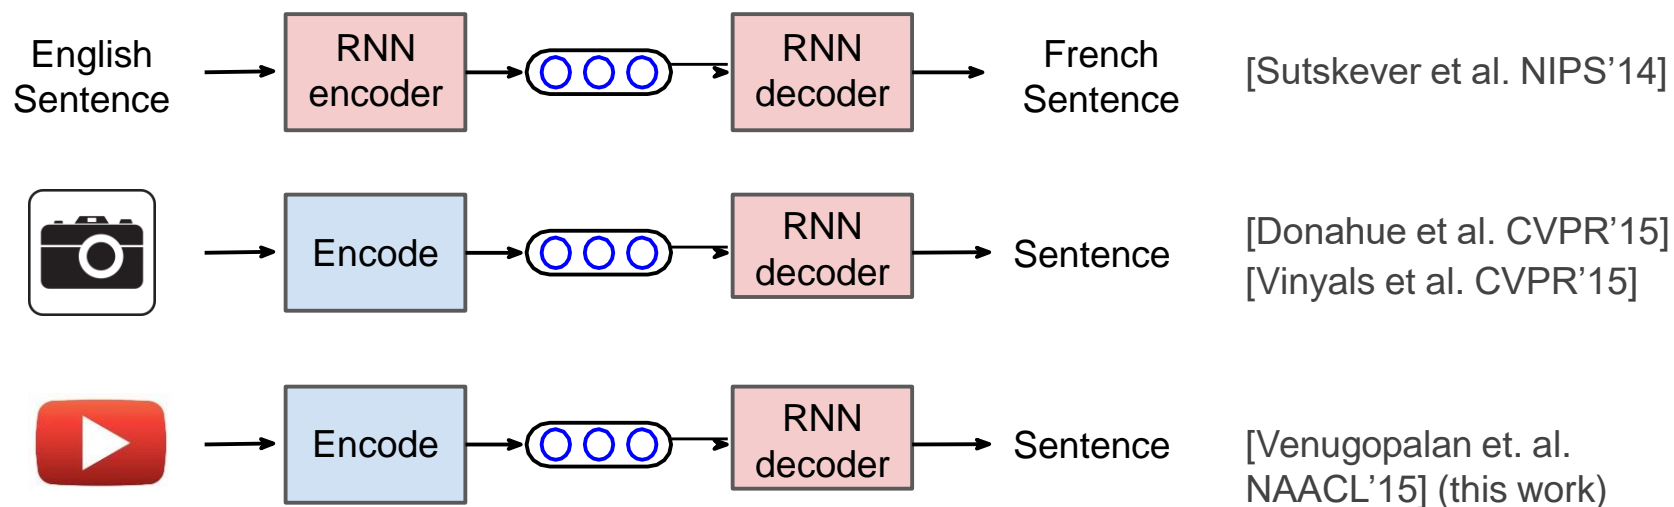 English
Sentence
RNN
encoder
RNN
decoder
French
Sentence
[Sutskever et al. NIPS’14]
Encode
RNN
decoder
Sentence
[Donahue et al. CVPR’15]
[Vinyals et al. CVPR’15]
Encode
RNN
decoder
Sentence
[Venugopalan et. al.
NAACL’15] (this work)